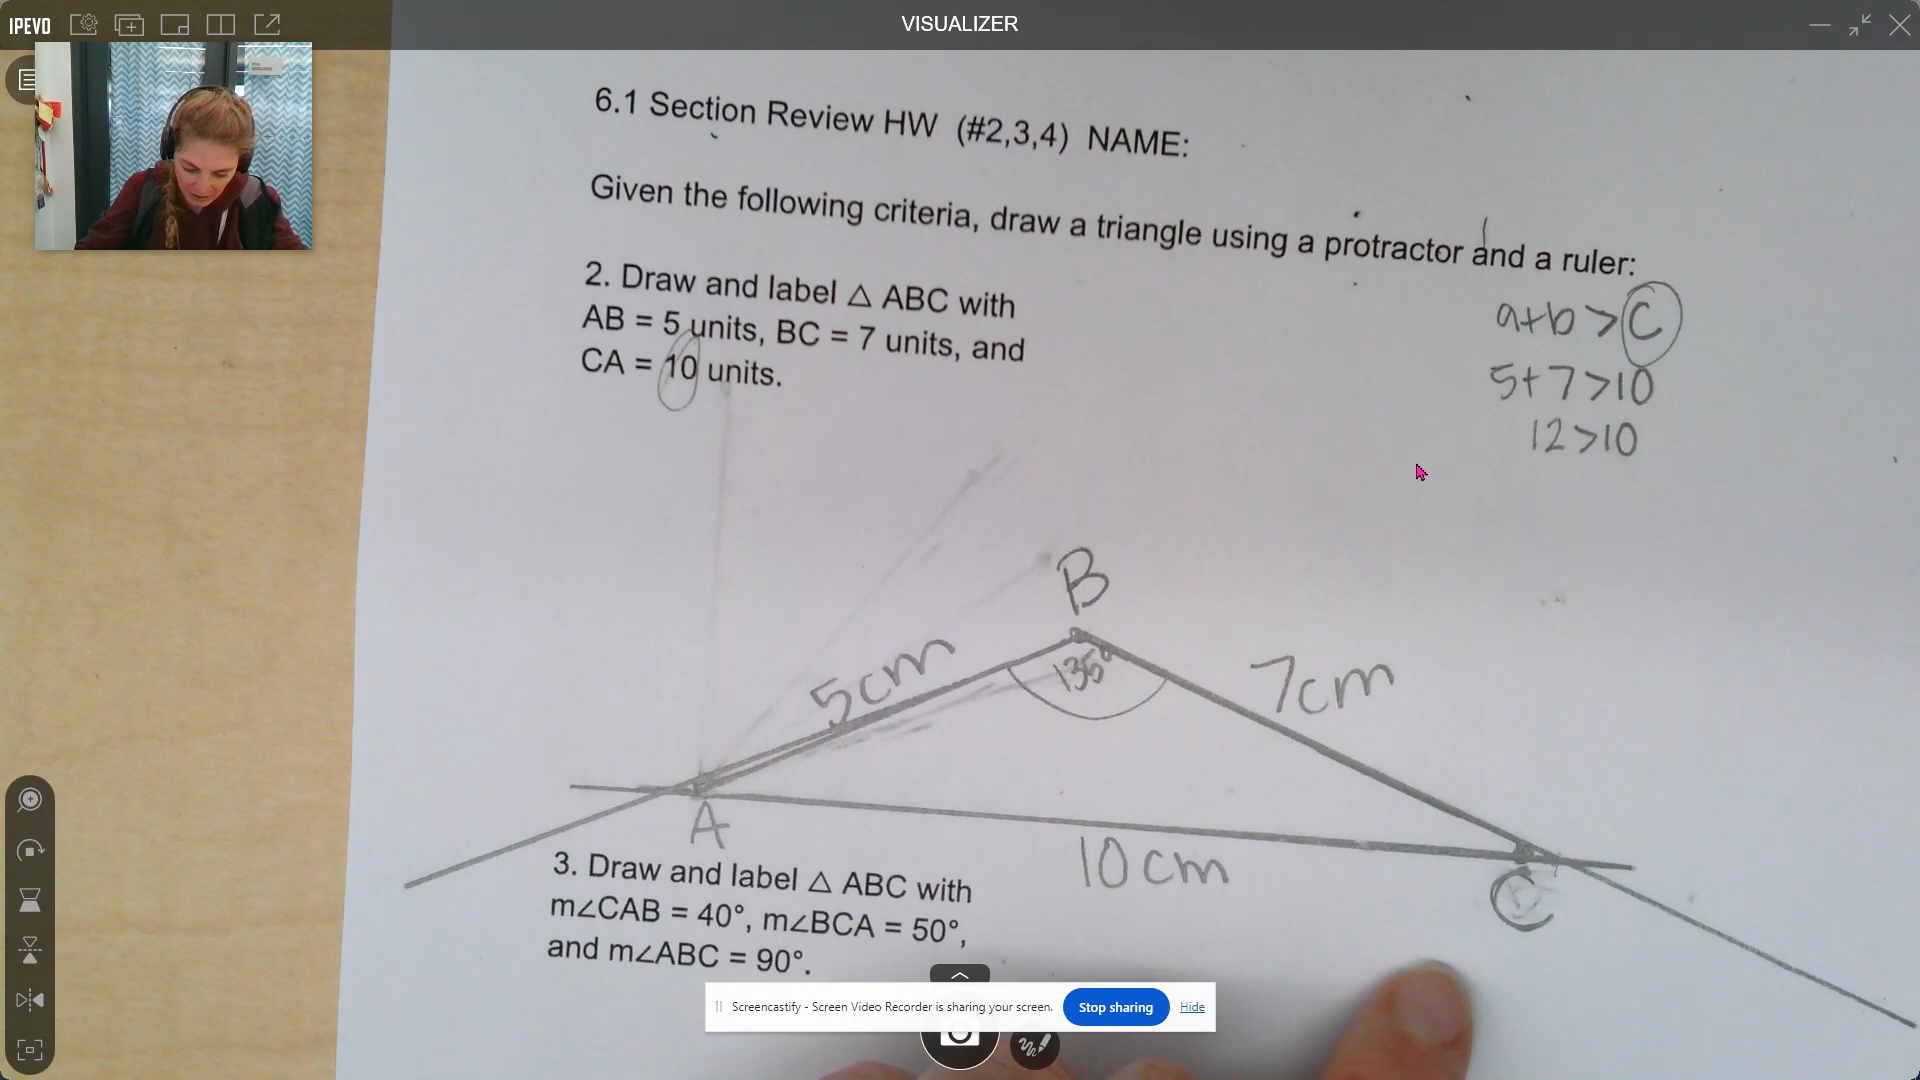 IPEVO
VISUALIZER
6.1 Section Review HW (#2,3,4) NAME:
Given the following criteria, draw a triangle using a protractor and a ruler:
2. Draw and label △ ABC with
AB = 5 units, BC = 7 units, and
CA = 10 units.
a+b > C
5+7 >10
12>10
B
135°
5cm
7cm
A
10cm
C
3. Draw and label △ ABC with
m∠CAB = 40°, m∠BCA = 50°,
and m∠ABC = 90°.
Screencastify - Screen Video Recorder is sharing your screen.
Stop sharing
Hide